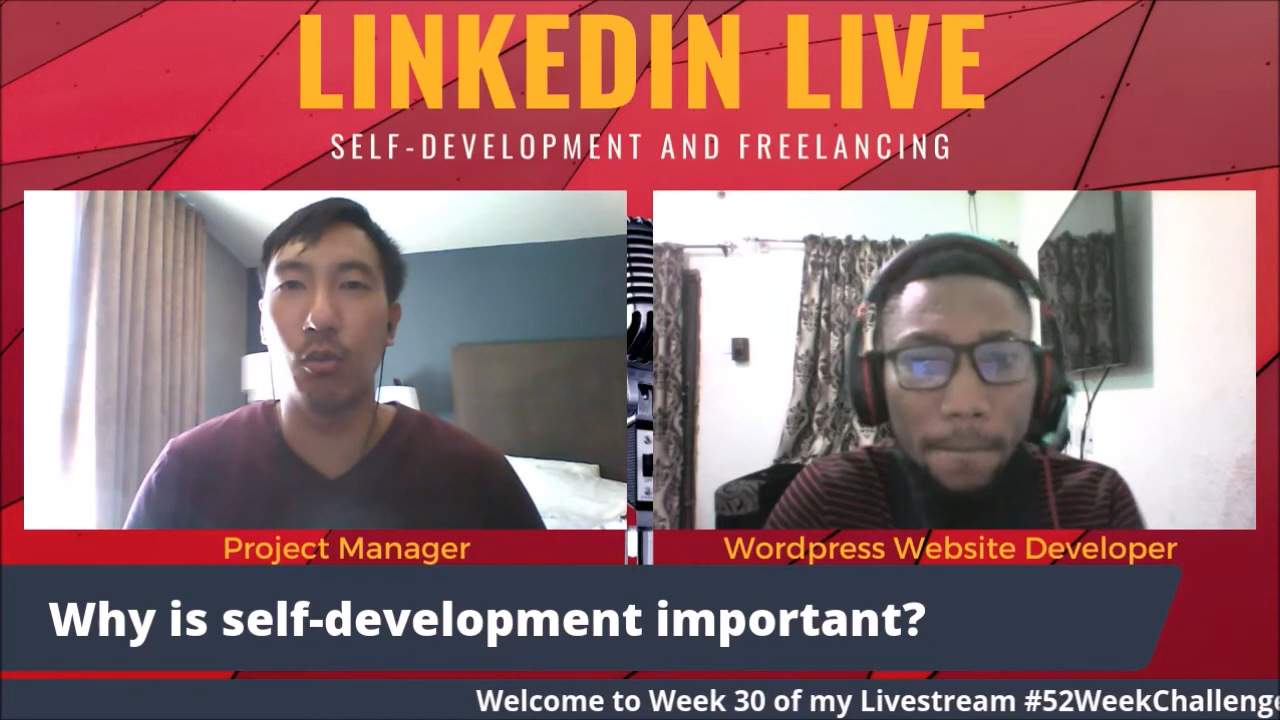 LINKEDIN LIVE
SELF-DEVELOPMENT AND FREELANCING
Project Manager
Wordpress Website Developer
Why is self-development important?
Welcome to Week 30 of my Livestream #52WeekChallenge